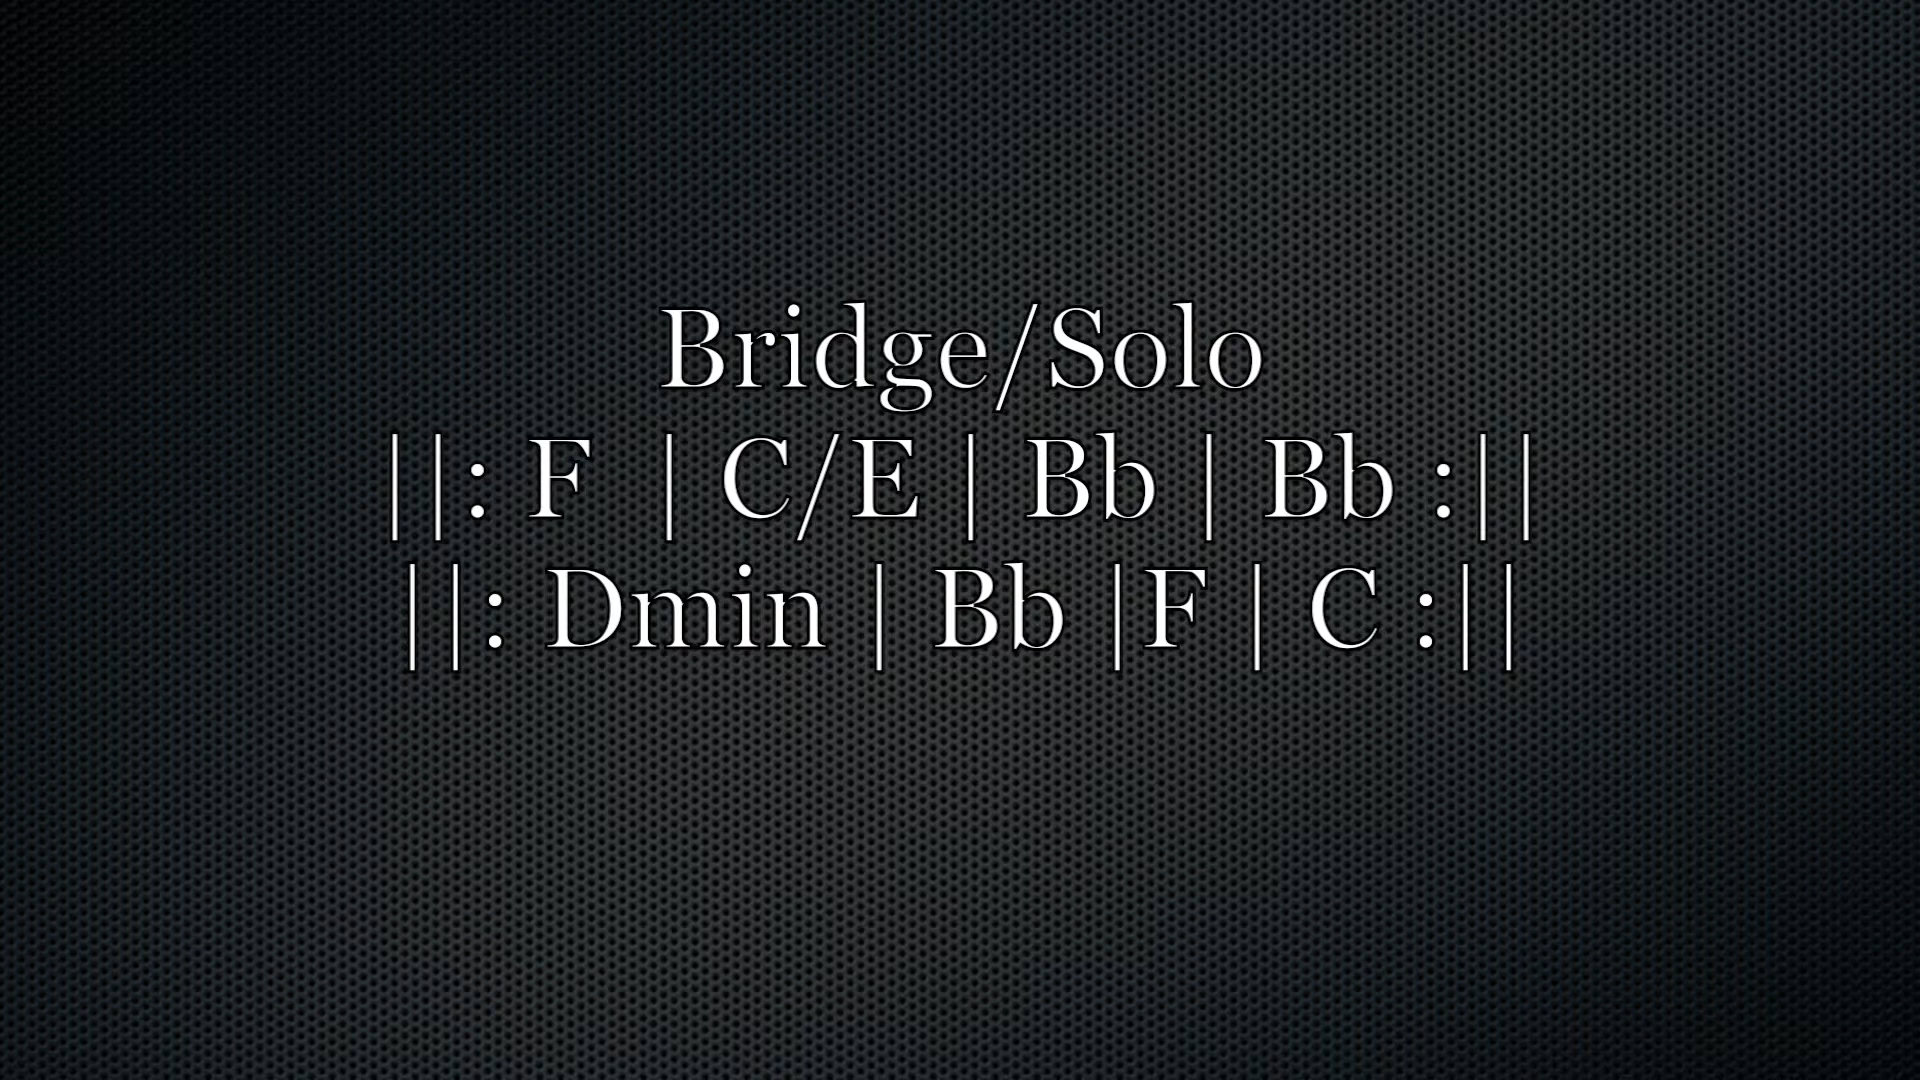 Bridge/Solo
||: F | C/E | Bb | Bb :||
||: Dmin | Bb |F | C :||